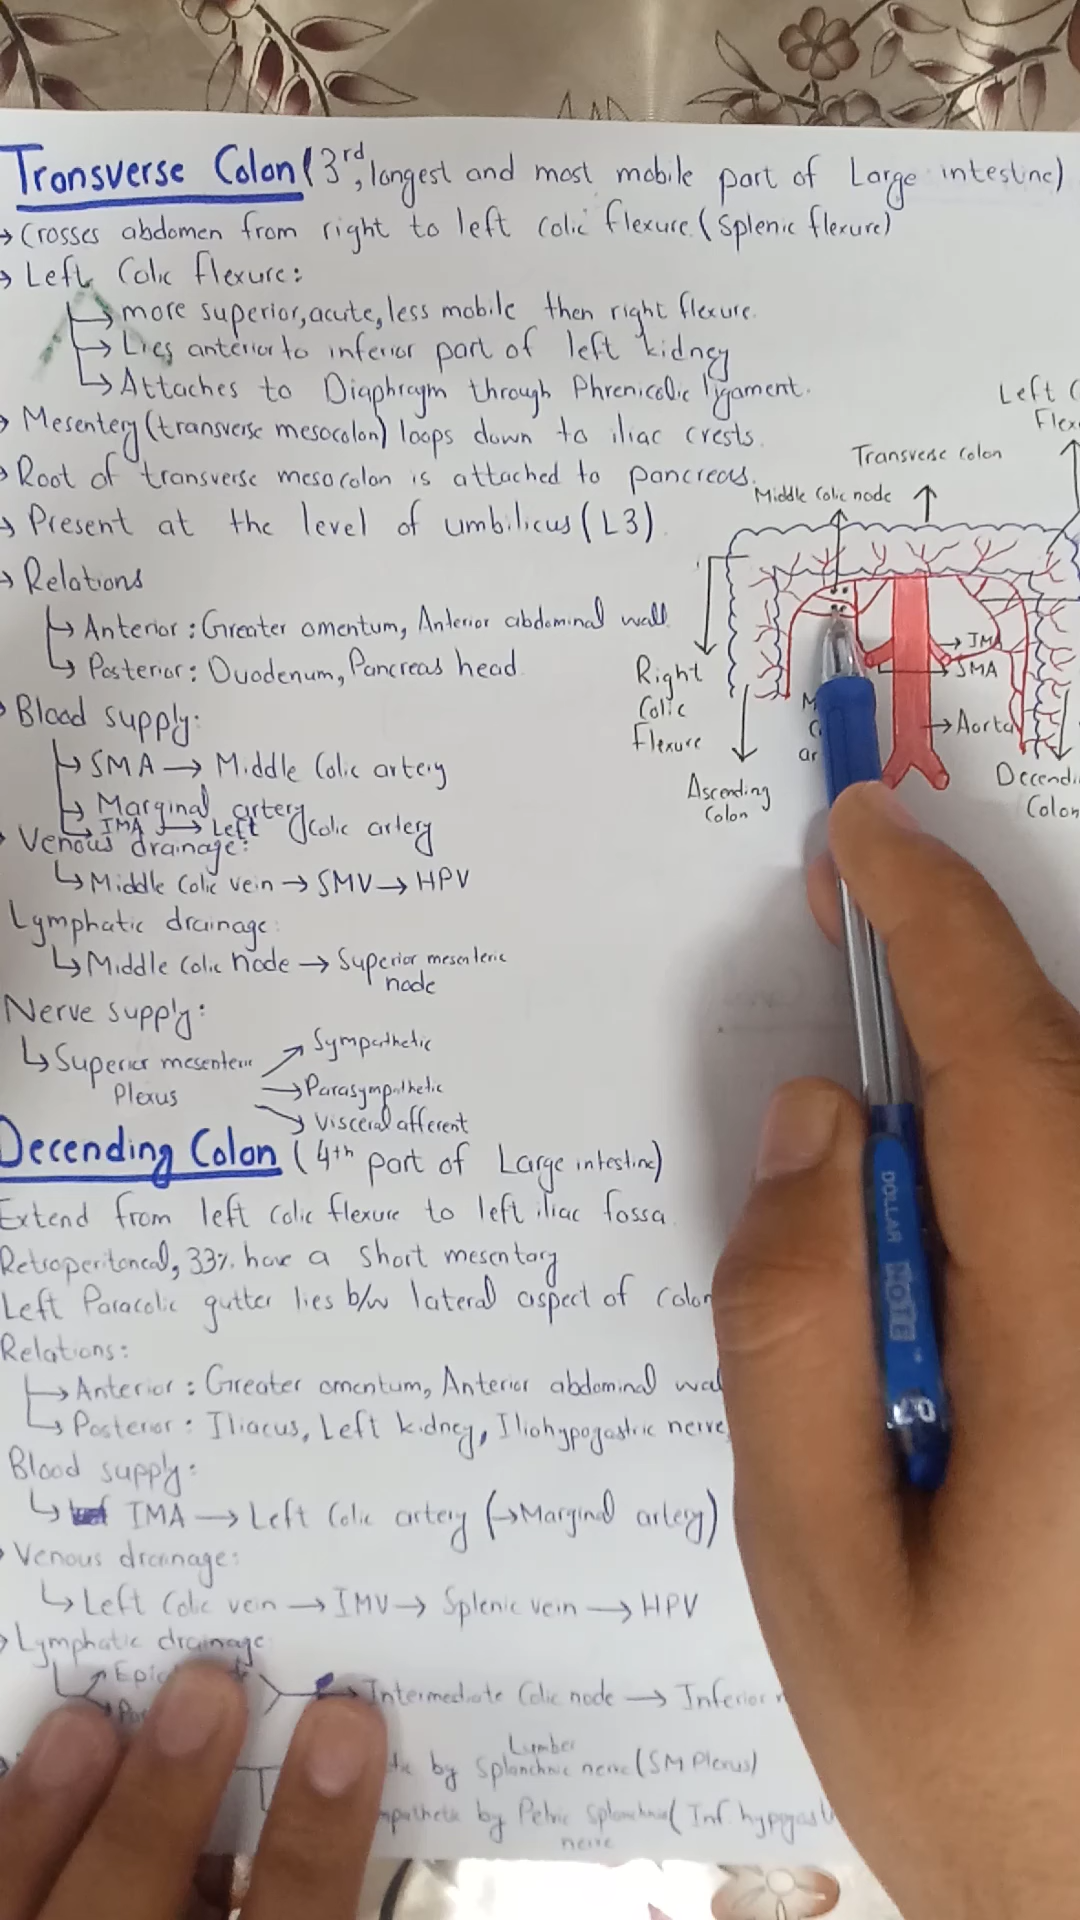 Transverse Colon (3rd, longest and most mobile part of Large intestine)
→ Crosses abdomen from right to left colic flexure (splenic flexure)
→ Left Colic flexure:
↳ more superior, acute, less mobile then right flexure.
↳ Lies anterior to inferior part of left kidney
↳ Attaches to Diaphragm through Phrenicolic ligament.
→ Mesentery (transverse mesocolon) loops down to iliac crests.
→ Root of transverse mesocolon is attached to pancreas.
→ Present at the level of umbilicus (L3).
→ Relations
↳ Anterior : Greater omentum, Anterior abdominal wall
↳ Posterior : Duodenum, Pancreas head
Blood supply:
↳ SMA → Middle Colic artery
↳ Marginal artery
↳ IMA → Left Colic artery
Venous drainage:
↳ Middle Colic vein → SMV → HPV
Lymphatic drainage:
↳ Middle Colic node → Superior mesenteric
node
Nerve supply:
↳ Superior mesenteric
Plexus
Sympathetic
→ Parasympathetic
Visceral afferent
Left C
Flex
Transverse Colon
Middle Colic node
Right
Colic
Flexure
Ascending
Colon
M
C
ar
→ IMA
→ SMA
→ Aorta
Decendi
Colon
Decending Colon (4th part of Large intestine)
Extend from left colic flexure to left iliac fossa
Retroperitoneal, 33% have a short mesentary
Left Paracolic gutter lies b/w lateral aspect of colon
Relations:
↳ Anterior : Greater omentum, Anterior abdominal wal
↳ Posterior : Iliacus, Left kidney, Iliohypogastric nerve
Blood supply:
↳ IMA → Left Colic artery (→ Marginal artery)
Venous drainage:
↳ Left Colic vein → IMV → Splenic vein → HPV
Lymphatic drainage
Epi
→ Intermediate Colic node → Inferior
Lumber
by Splanchnic nerve (SM Plexus)
by Pelvic Splanchnic (Inf. hypogast
nerve
DOLLAR NOTE
0.7